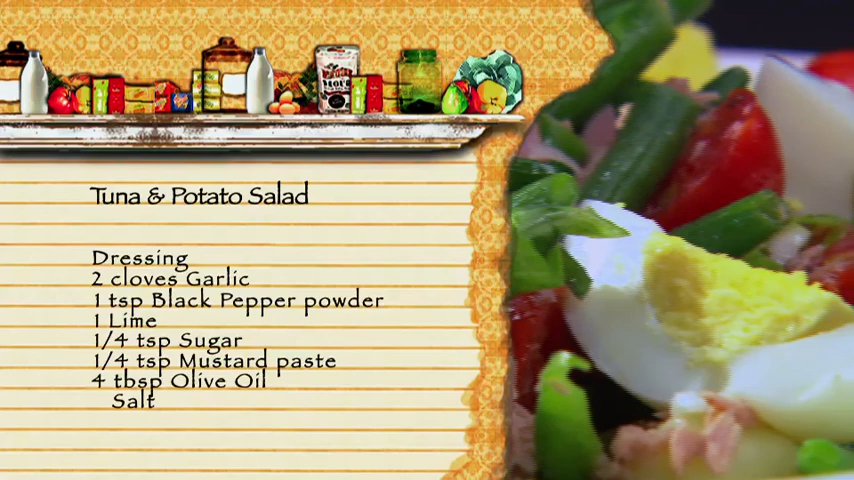 Tuna & Potato Salad
Dressing
2 cloves Garlic
1 tsp Black Pepper powder
1 Lime
1/4 tsp Sugar
1/4 tsp Mustard paste
4 tbsp Olive Oil
Salt